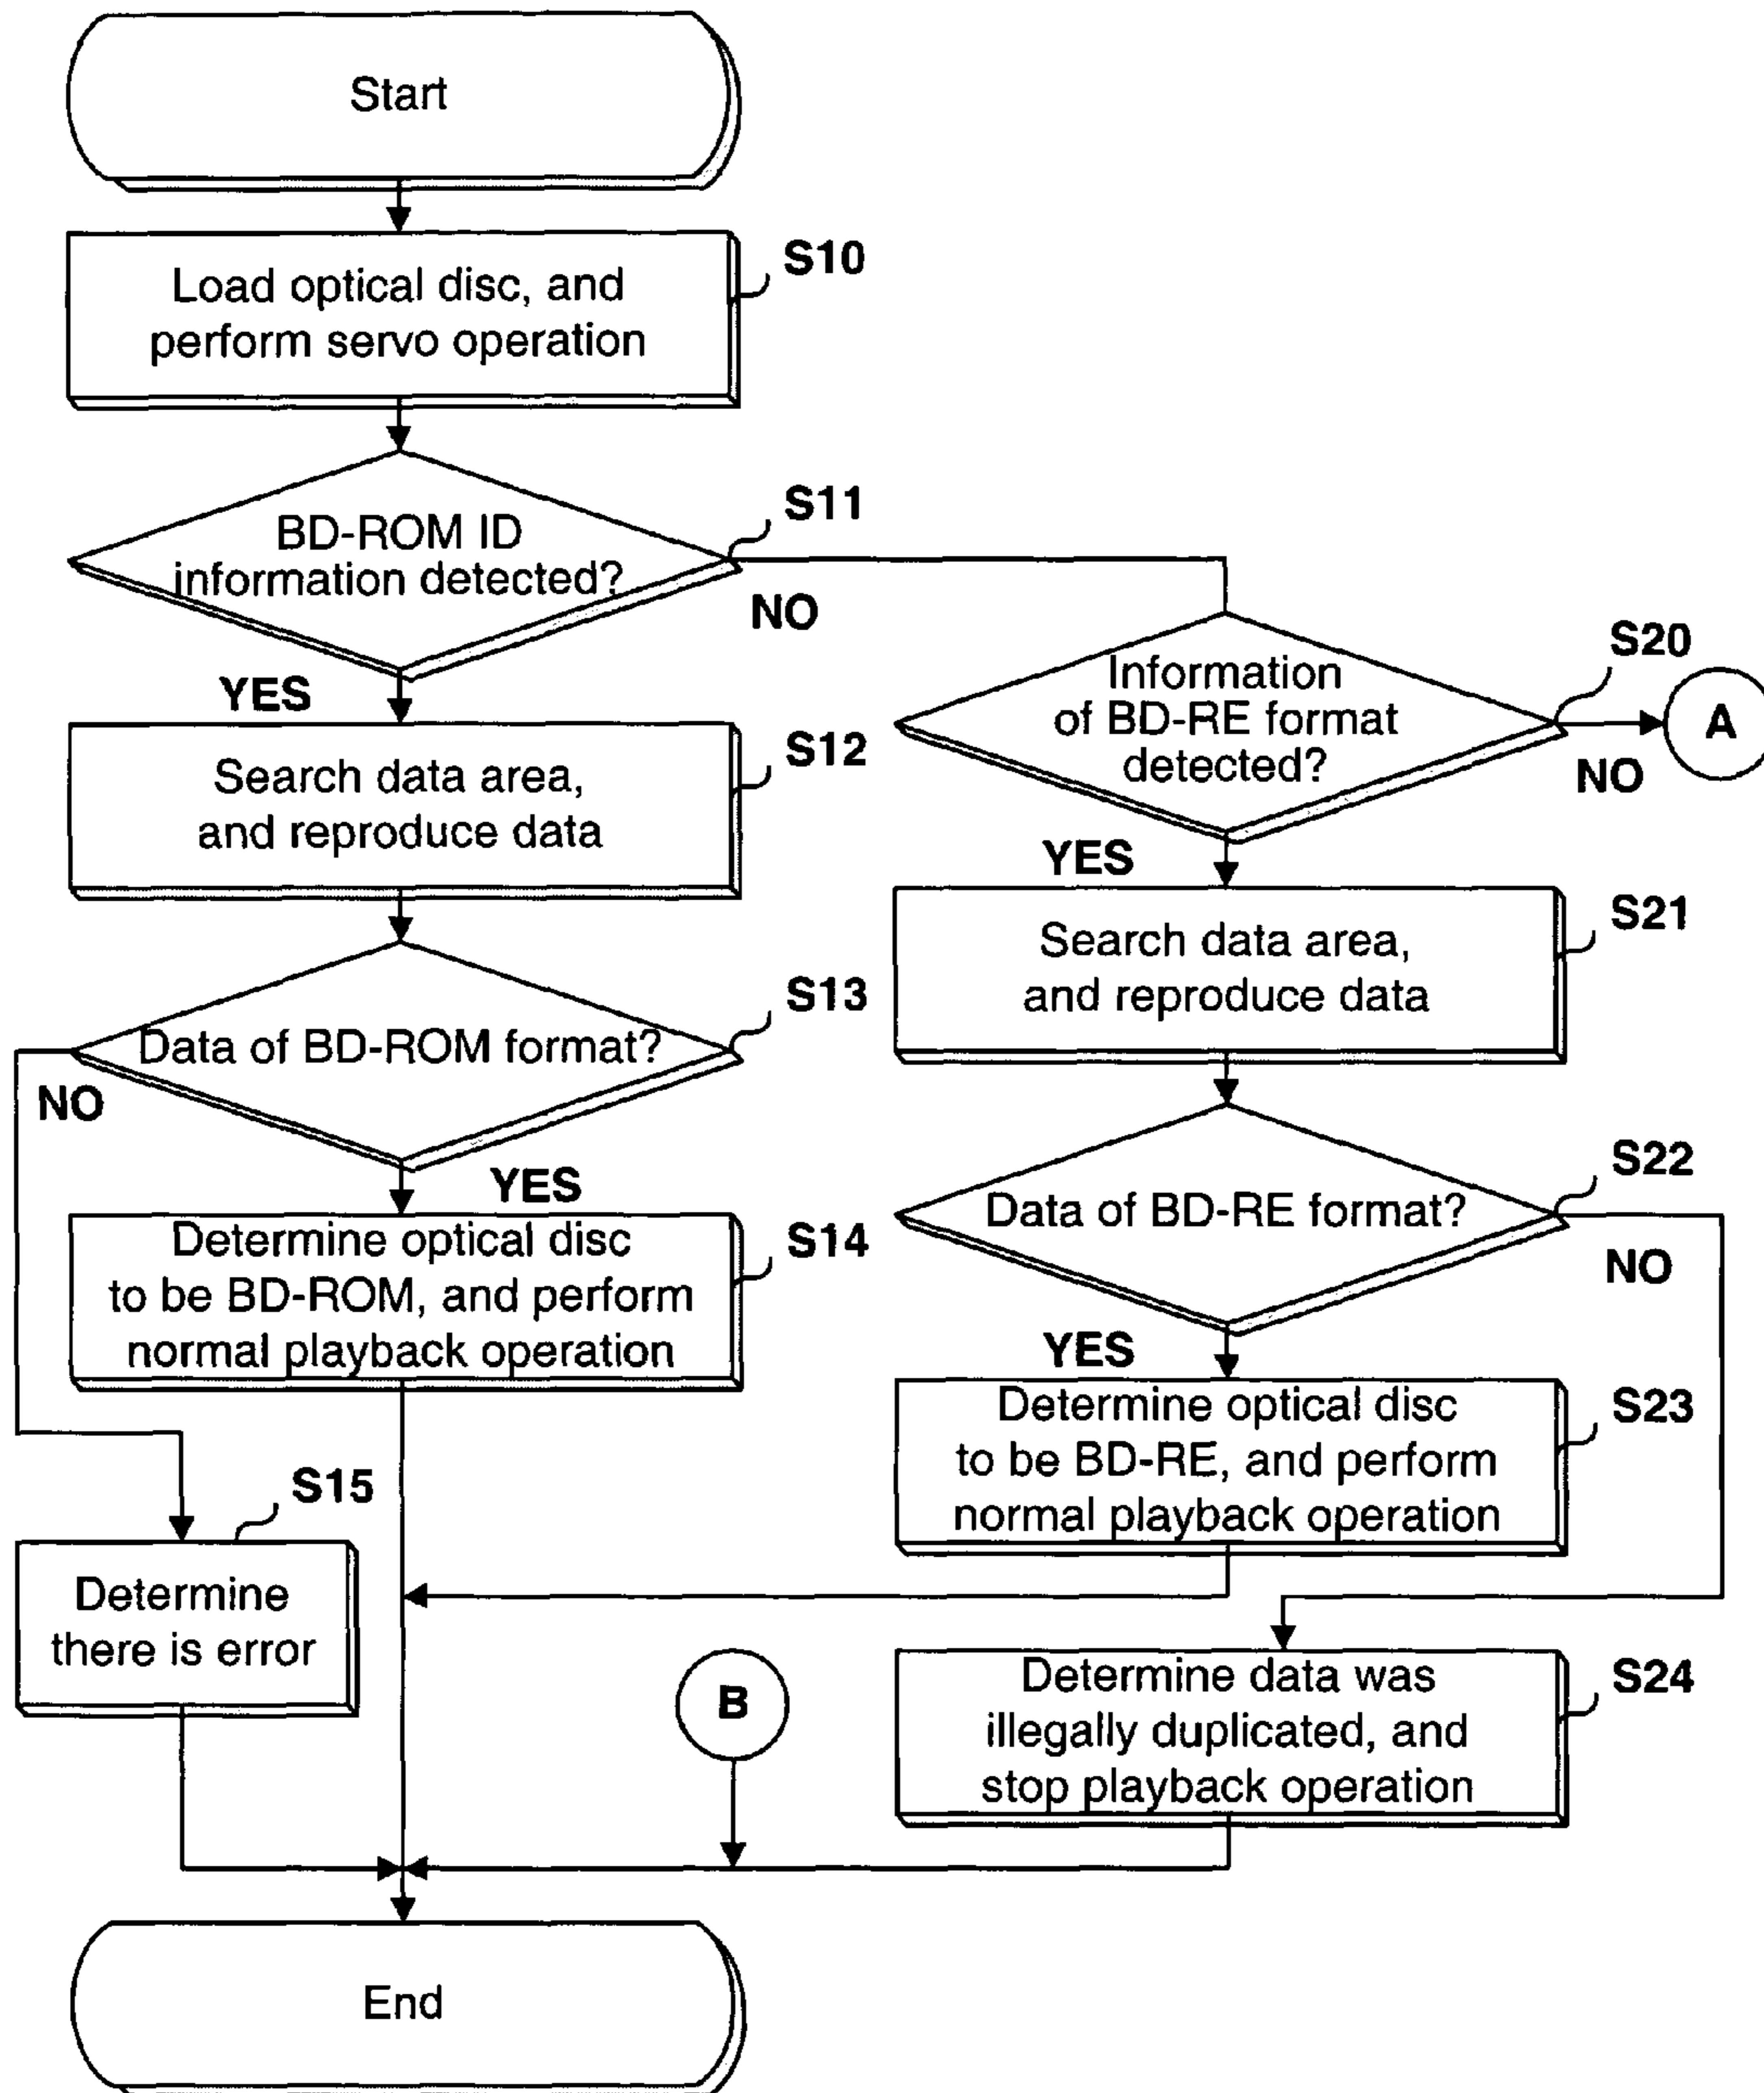 Start
Load optical disc, and
perform servo operation
S10
BD-ROM ID
information detected?
S11
NO
YES
Search data area,
and reproduce data
S12
Data of BD-ROM format?
S13
NO
YES
Determine optical disc
to be BD-ROM, and perform
normal playback operation
S14
S15
Determine
there is error
Information
of BD-RE format
detected?
S20
NO
A
YES
Search data area,
and reproduce data
S21
Data of BD-RE format?
S22
NO
YES
Determine optical disc
to be BD-RE, and perform
normal playback operation
S23
Determine data was
illegally duplicated, and
stop playback operation
S24
B
End